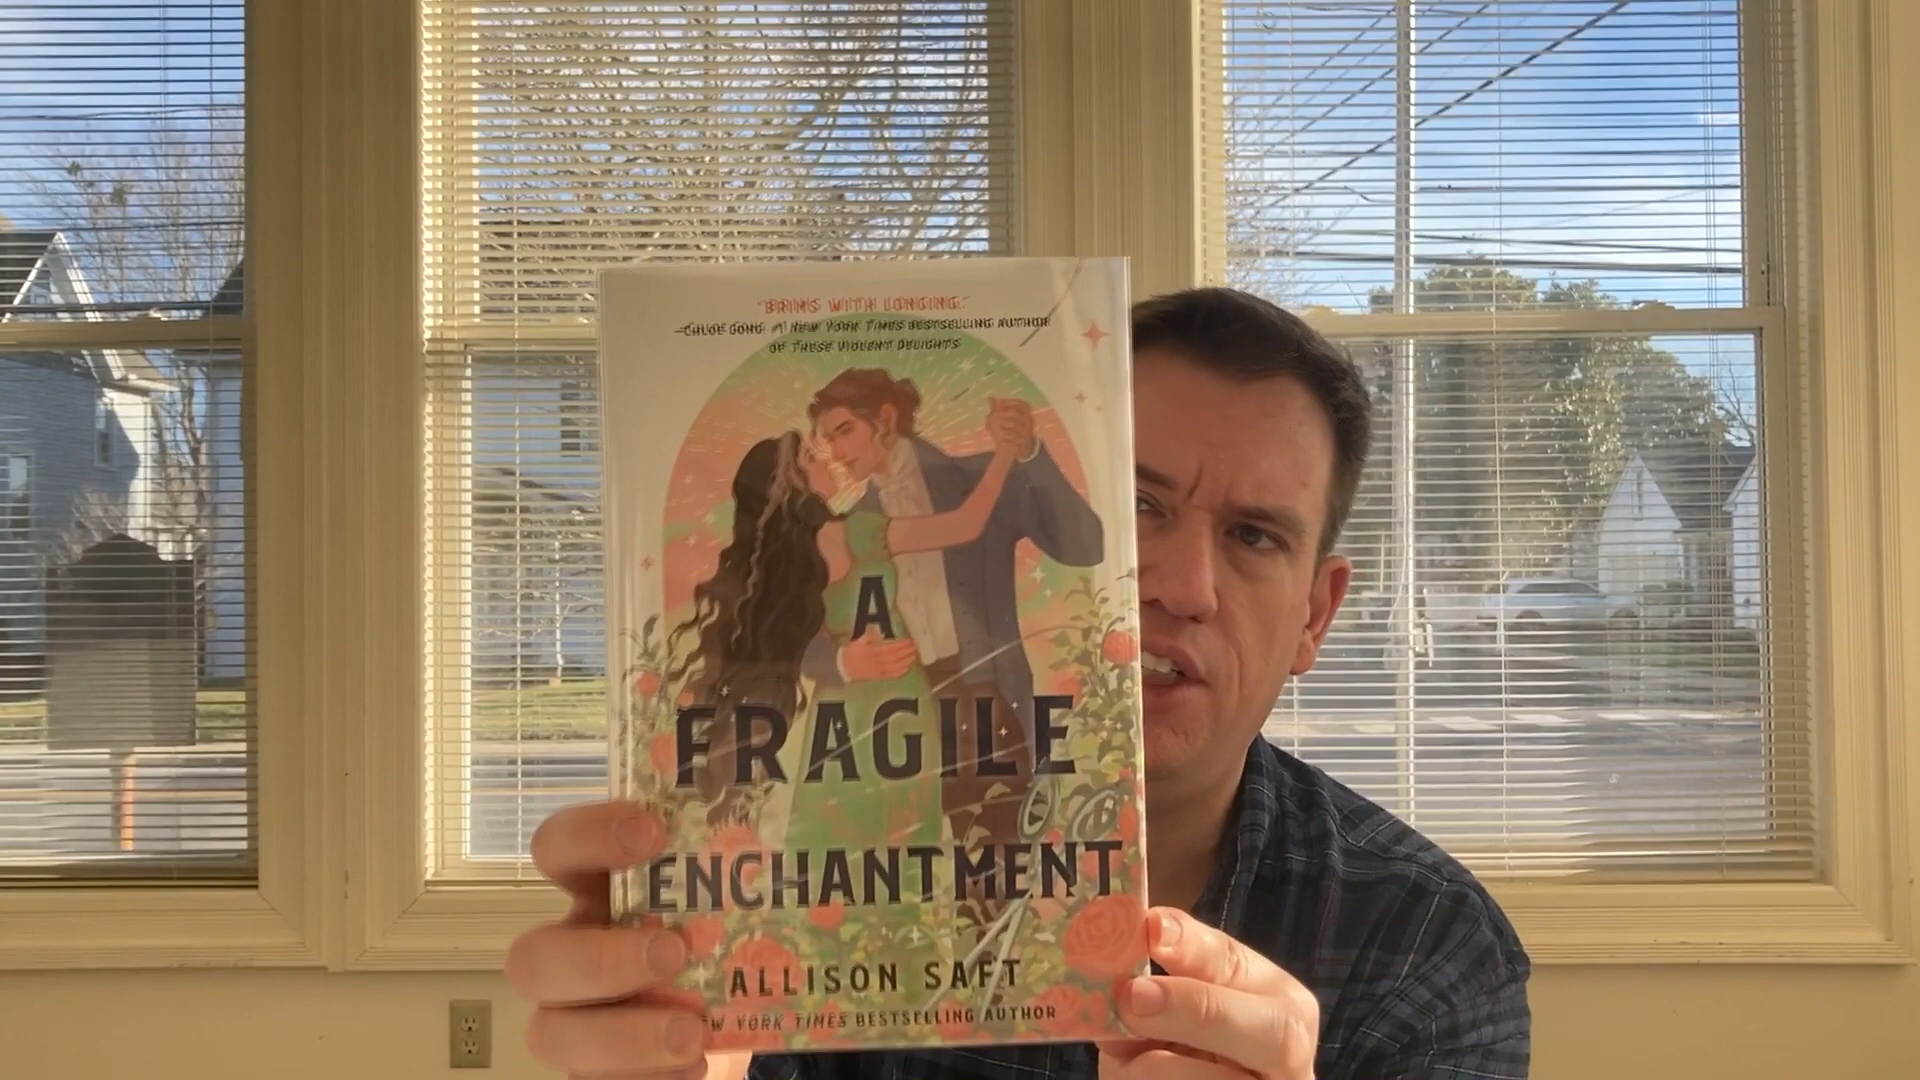 "BRIMS WITH LONGING."
—CHLOE GONG, #1 NEW YORK TIMES BESTSELLING AUTHOR
OF THESE VIOLENT DELIGHTS
A
FRAGILE
ENCHANTMENT
ALLISON SAFT
NEW YORK TIMES BESTSELLING AUTHOR